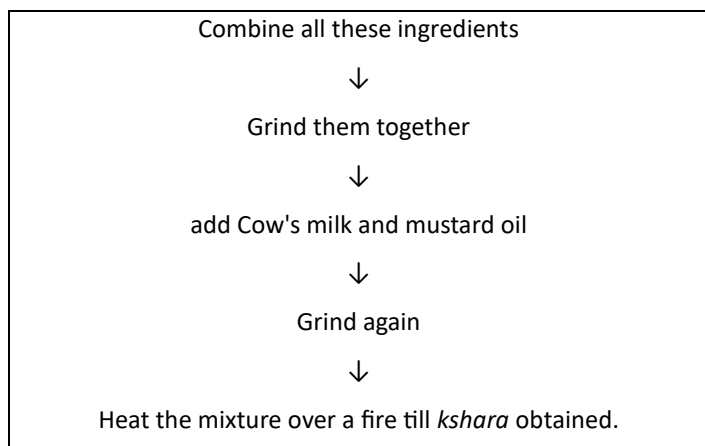 Combine all these ingredients
↓
Grind them together
↓
add Cow's milk and mustard oil
↓
Grind again
↓
Heat the mixture over a fire till kshara obtained.